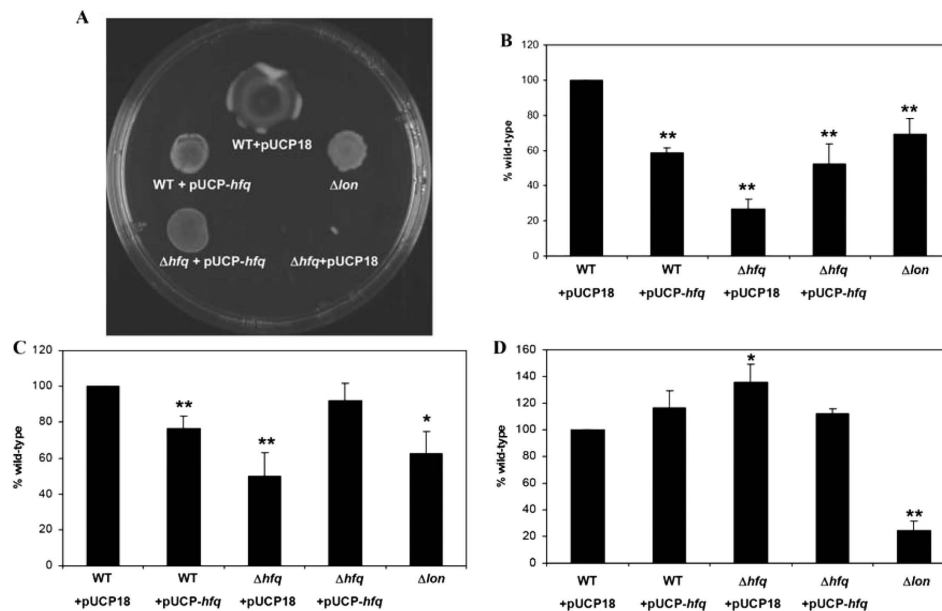 A
WT+pUCP18
WT + pUCP-hfq
Δlon
Δhfq + pUCP-hfq
Δhfq+pUCP18
B
% wild-type
120
100
80
60
40
20
0
**
**
**
**
WT +pUCP18
WT +pUCP-hfq
Δhfq +pUCP18
Δhfq +pUCP-hfq
Δlon
C
% wild-type
120
100
80
60
40
20
0
**
**
*
WT +pUCP18
WT +pUCP-hfq
Δhfq +pUCP18
Δhfq +pUCP-hfq
Δlon
D
% wild-type
160
140
120
100
80
60
40
20
0
*
**
WT +pUCP18
WT +pUCP-hfq
Δhfq +pUCP18
Δhfq +pUCP-hfq
Δlon